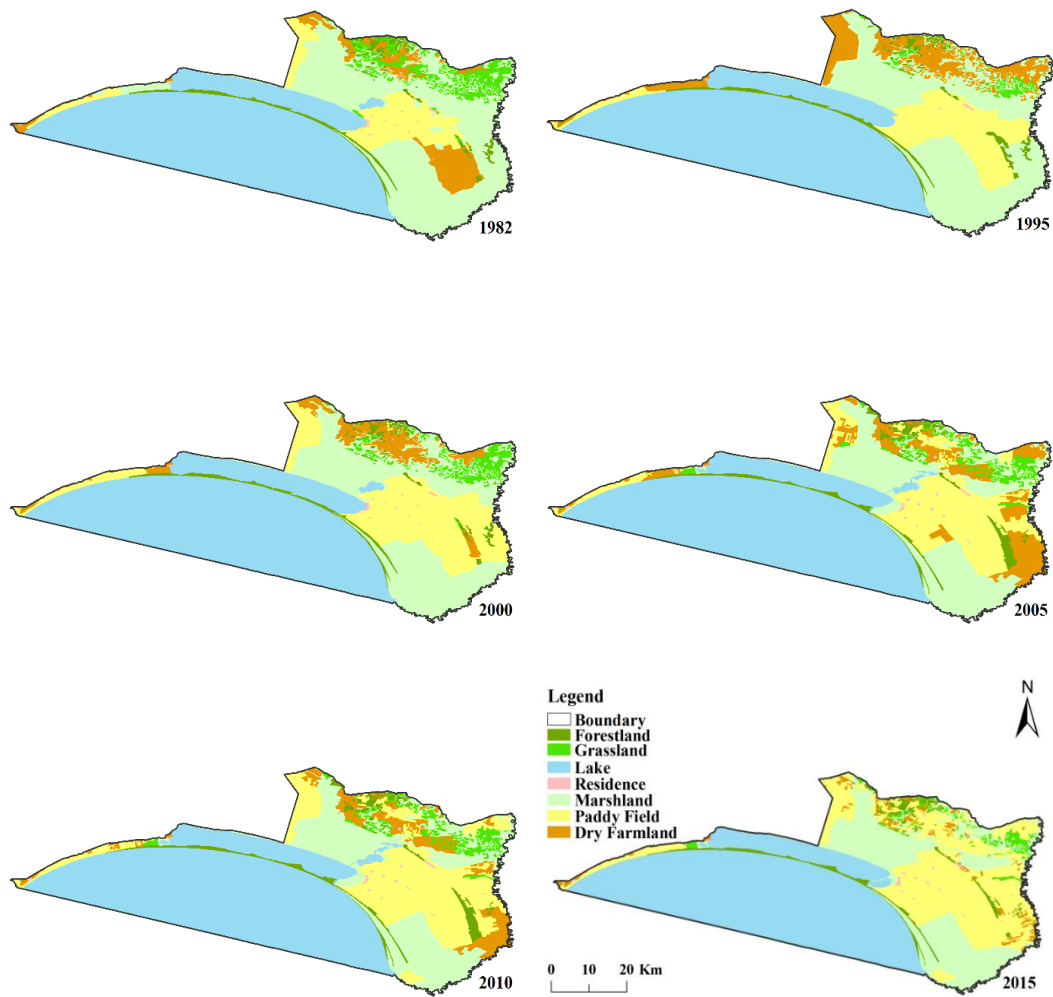 1982
1995
2000
2005
Legend
Boundary
Forestland
Grassland
Lake
Residence
Marshland
Paddy Field
Dry Farmland
N
2010
0 10 20 Km
2015